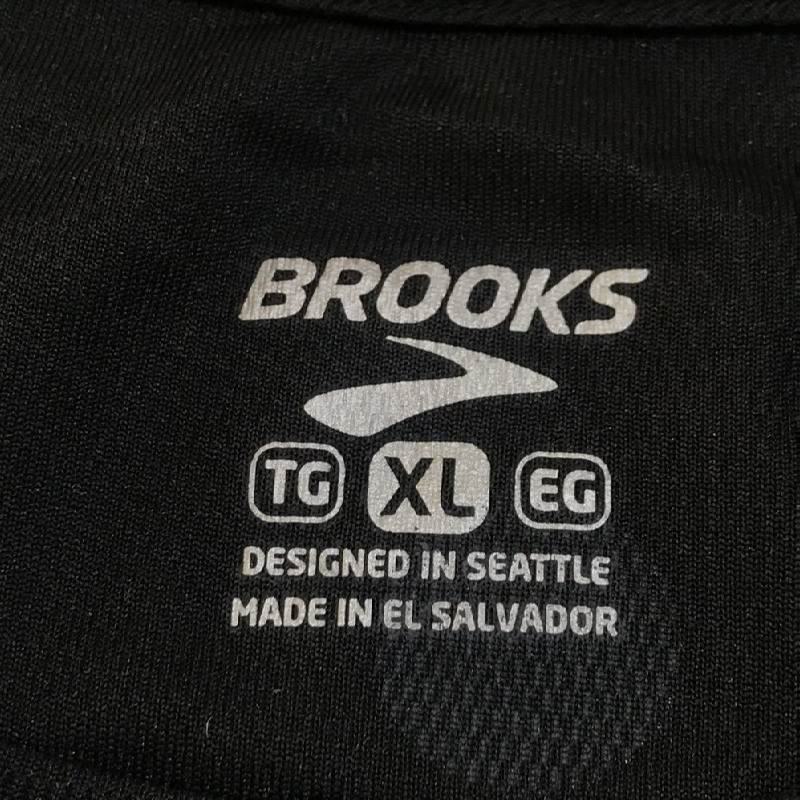 BROOKS
TG XL EG
DESIGNED IN SEATTLE
MADE IN EL SALVADOR